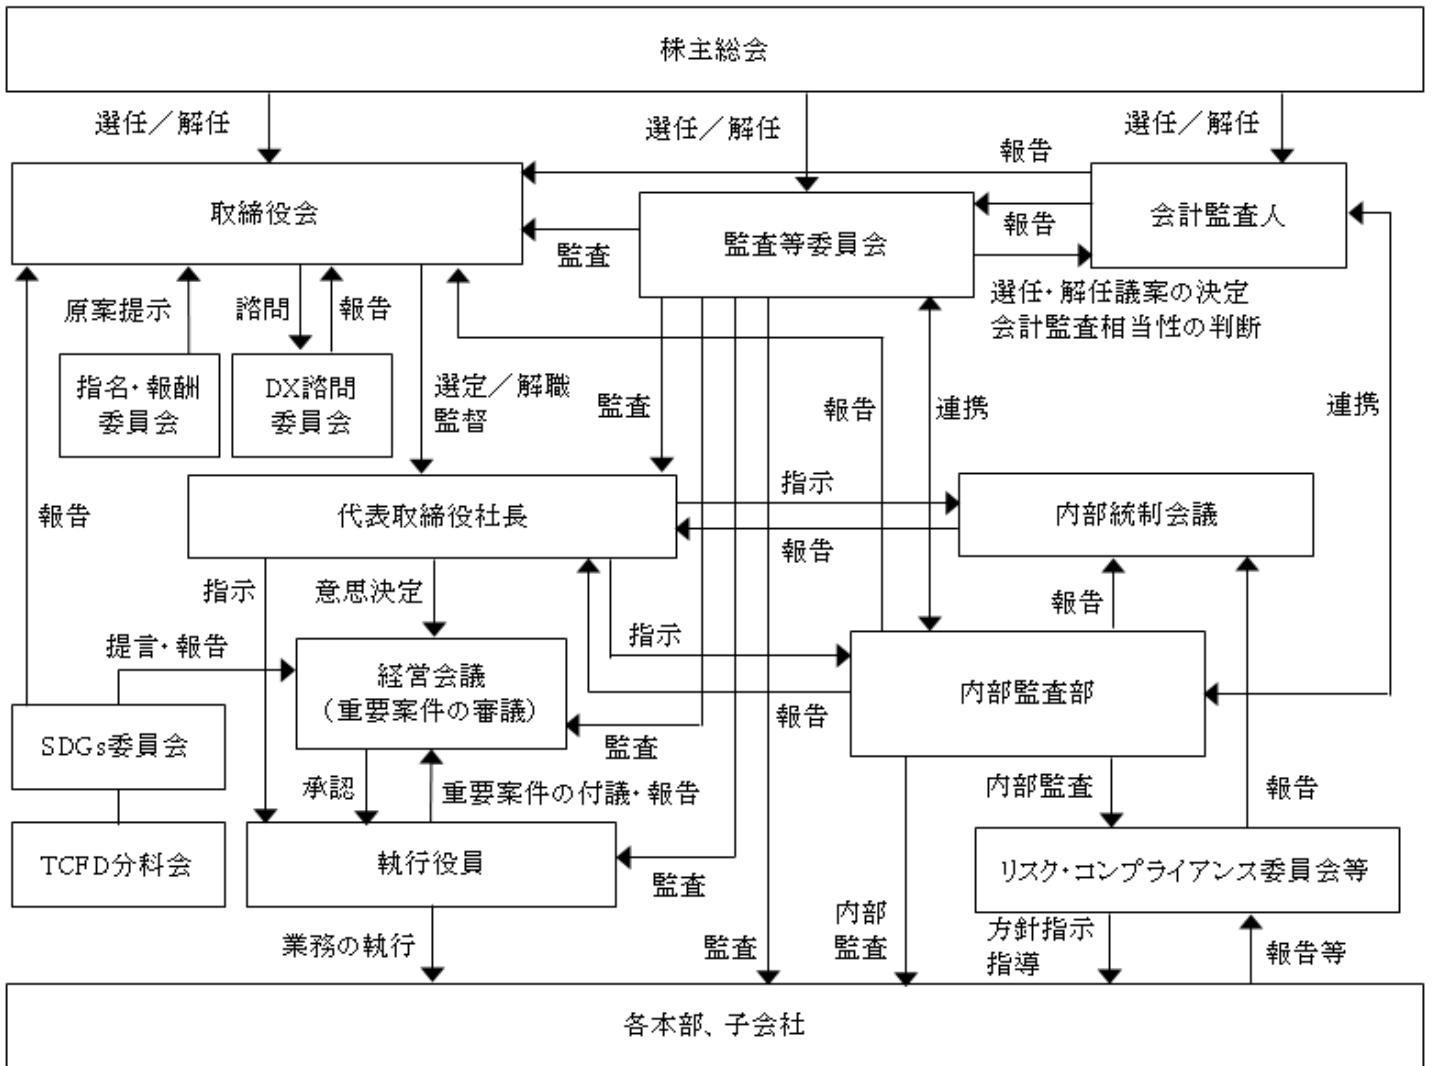 株主総会
選任／解任
選任／解任
選任／解任
報告
取締役会
監査等委員会
会計監査人
報告
監査
選任・解任議案の決定
会計監査相当性の判断
原案提示
諮問
報告
指名・報酬
委員会
DX諮問
委員会
選定／解職
監督
監査
報告
連携
連携
報告
代表取締役社長
指示
報告
内部統制会議
指示
意思決定
指示
報告
提言・報告
経営会議
（重要案件の審議）
内部監査部
報告
監査
SDGs委員会
承認
重要案件の付議・報告
内部監査
報告
TCFD分科会
執行役員
監査
リスク・コンプライアンス委員会等
業務の執行
監査
内部
監査
方針指示
指導
報告等
各本部、子会社